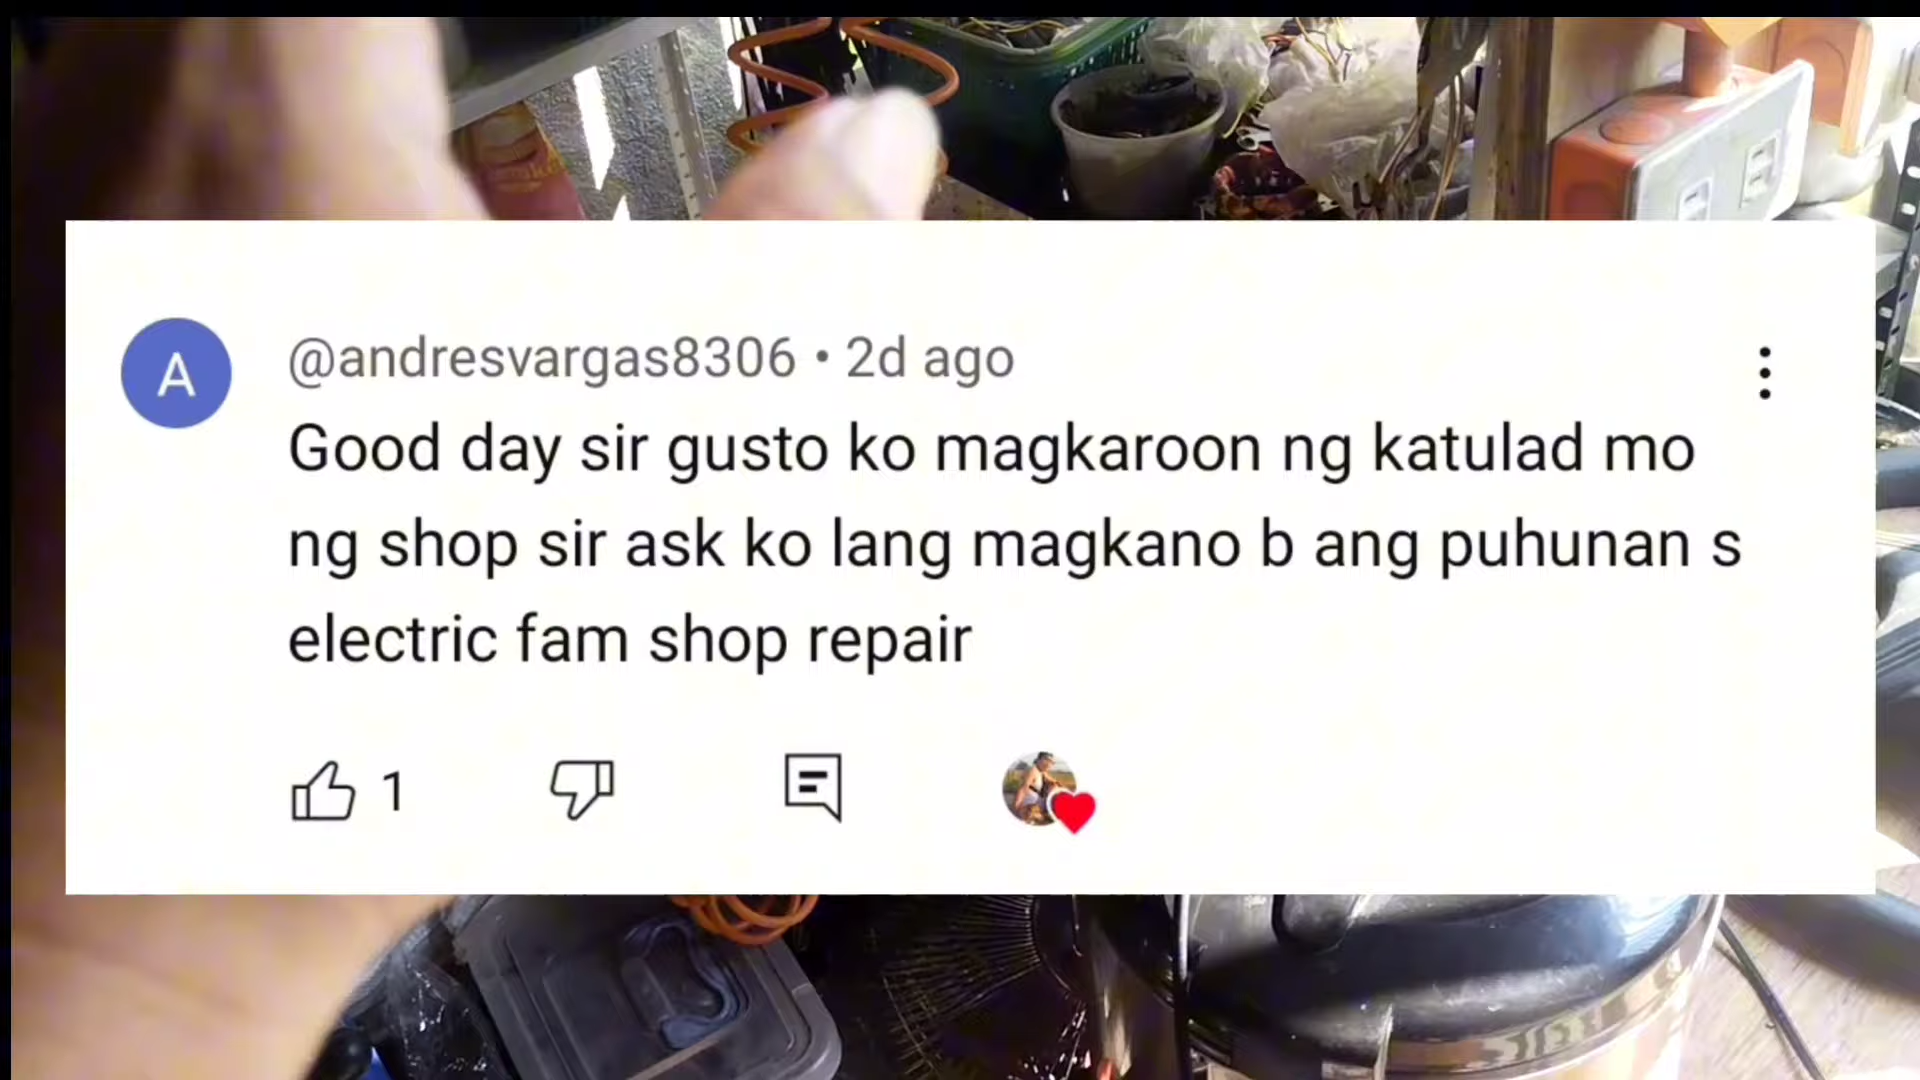 A
@andresvargas8306 • 2d ago
Good day sir gusto ko magkaroon ng katulad mo
ng shop sir ask ko lang magkano b ang puhunan s
electric fam shop repair
1